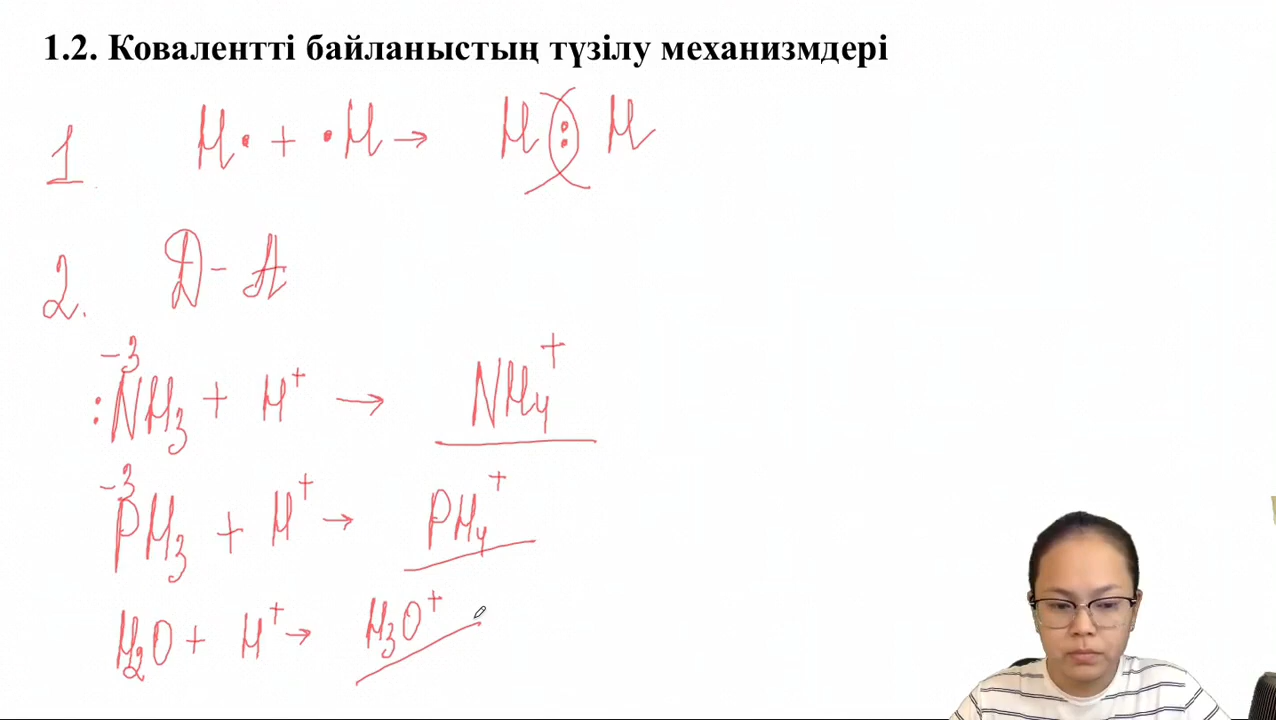 1.2. Ковалентті байланыстың түзілу механизмдері
1 H· + ·H → H : H
2. Д - А
-3
:NH₃ + H⁺ → NH₄⁺
-3
PH₃ + H⁺ → PH₄⁺
H₂O + H⁺ → H₃O⁺